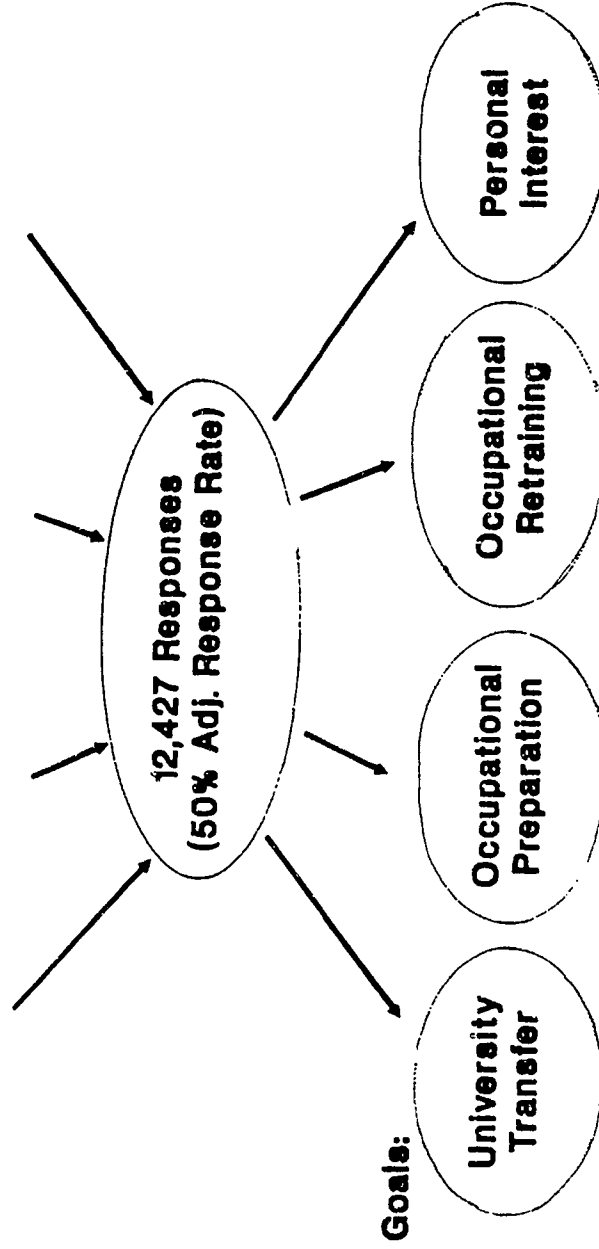 12,427 Responses
(50% Adj. Response Rate)
Goals:
University
Transfer
Occupational
Preparation
Occupational
Retraining
Personal
Interest